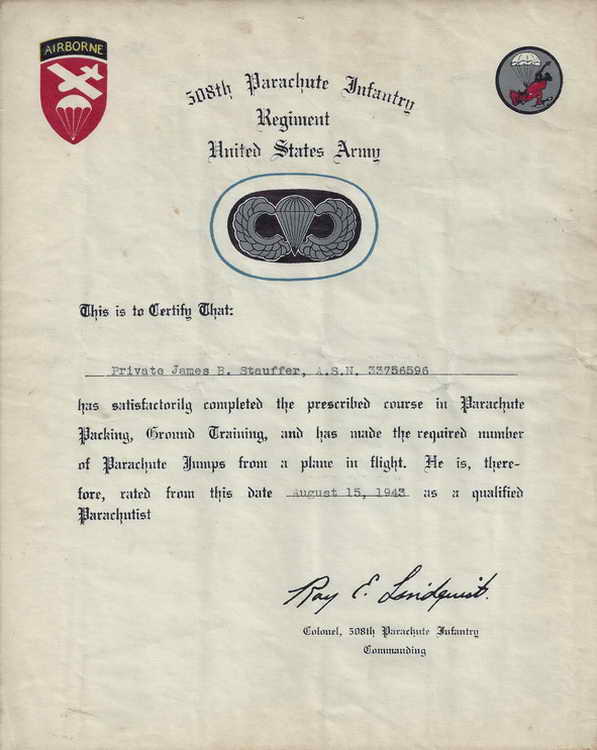 AIRBORNE
508th Parachute Infantry
Regiment
United States Army
This is to Certify That:
Private James B. Stauffer, A.S.N. 33756596
has satisfactorily completed the prescribed course in Parachute
Packing, Ground Training, and has made the required number
of Parachute Jumps from a plane in flight. He is, there-
fore, rated from this date August 15, 1943 as a qualified
Parachutist
Roy E. Lindquist.
Colonel, 508th Parachute Infantry
Commanding